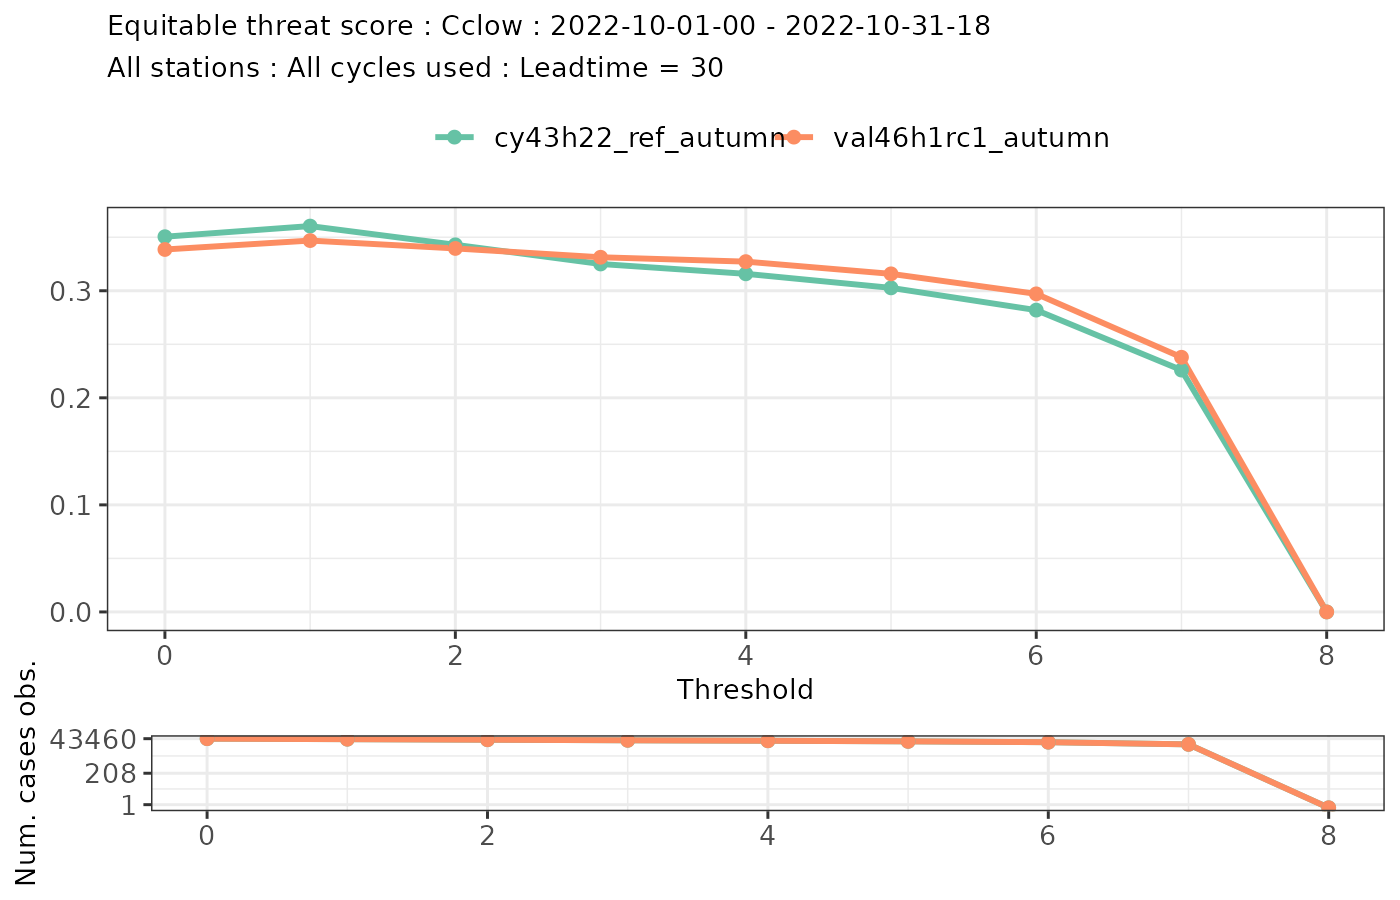 Equitable threat score : Cclow : 2022-10-01-00 - 2022-10-31-18
All stations : All cycles used : Leadtime = 30
cy43h22_ref_autumn val46h1rc1_autumn
0.3
0.2
0.1
0.0
0 2 4 6 8
Threshold
Num. cases obs.
43460
208
1
0 2 4 6 8